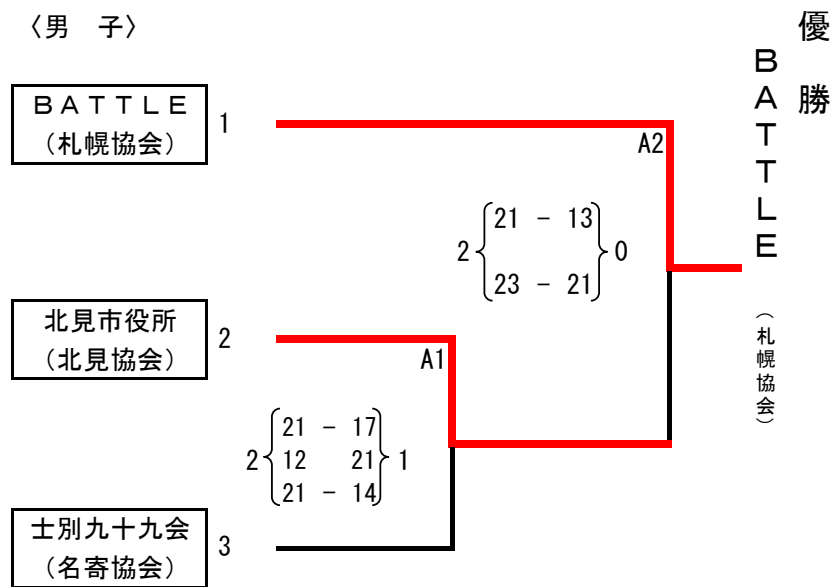 〈男　子〉
優　勝
ＢＡＴＴＬＥ
（札幌協会）
ＢＡＴＴＬＥ
（札幌協会）
1
A2
2 21 － 13 0
23 － 21
北見市役所
（北見協会）
2
A1
21 － 17
2 12　21 1
21 － 14
士別九十九会
（名寄協会）
3